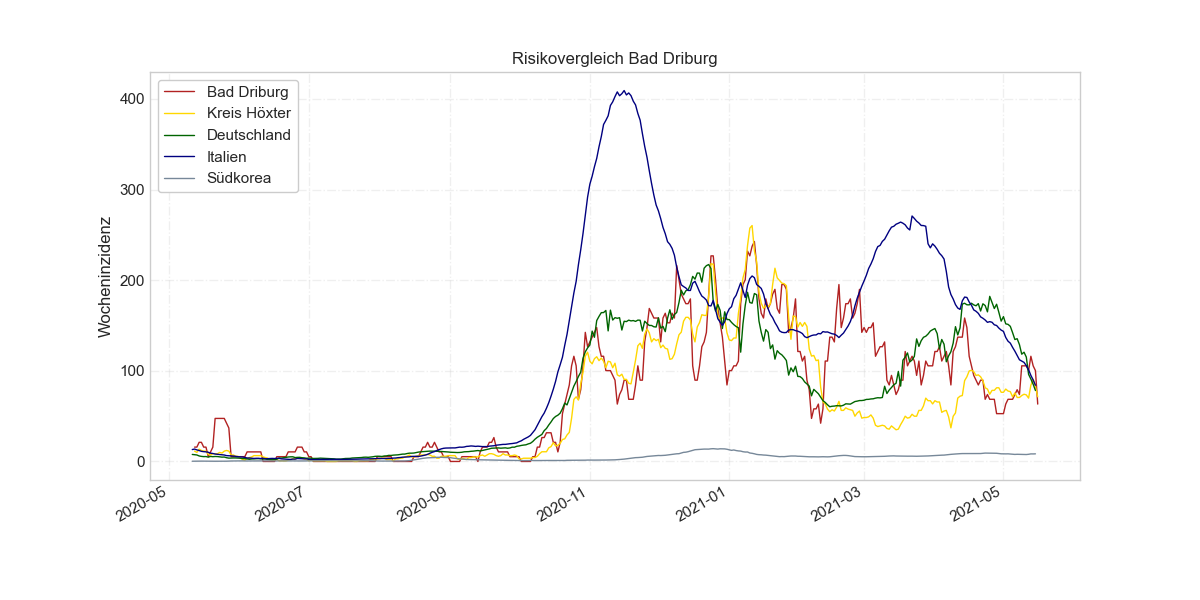 Risikovergleich Bad Driburg
Bad Driburg
Kreis Höxter
Deutschland
Italien
Südkorea
Wocheninzidenz
400
300
200
100
0
2020-05
2020-07
2020-09
2020-11
2021-01
2021-03
2021-05